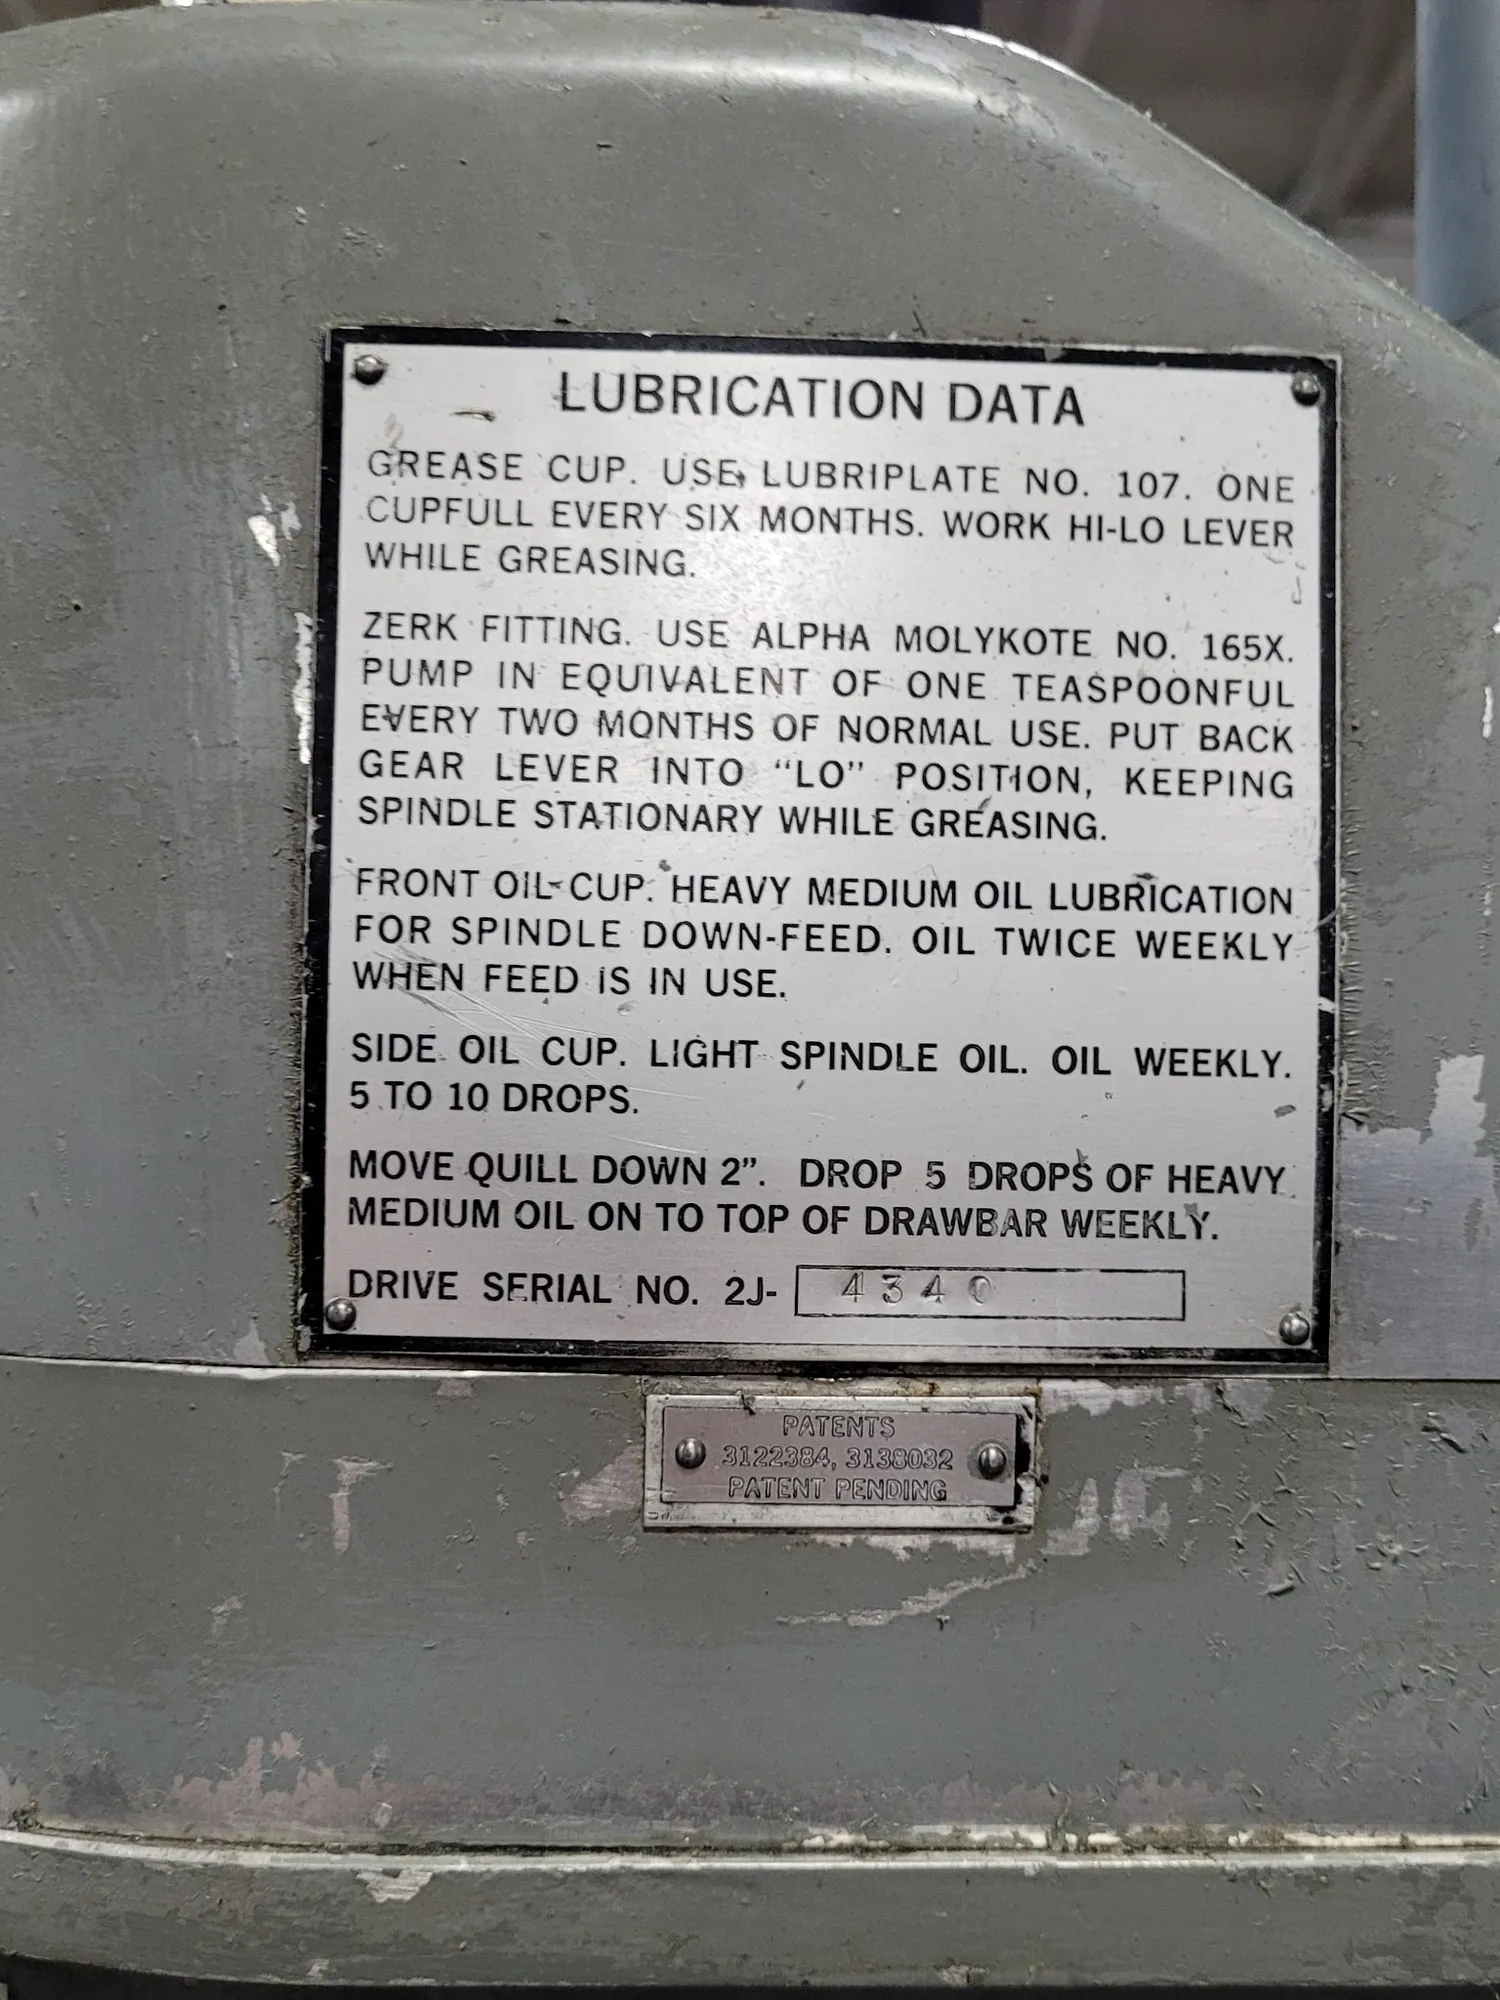 LUBRICATION DATA
GREASE CUP. USE LUBRIPLATE NO. 107. ONE
CUPFULL EVERY SIX MONTHS. WORK HI-LO LEVER
WHILE GREASING.
ZERK FITTING. USE ALPHA MOLYKOTE NO. 165X.
PUMP IN EQUIVALENT OF ONE TEASPOONFUL
EVERY TWO MONTHS OF NORMAL USE. PUT BACK
GEAR LEVER INTO “LO” POSITION, KEEPING
SPINDLE STATIONARY WHILE GREASING.
FRONT OIL CUP. HEAVY MEDIUM OIL LUBRICATION
FOR SPINDLE DOWN-FEED. OIL TWICE WEEKLY
WHEN FEED IS IN USE.
SIDE OIL CUP. LIGHT SPINDLE OIL. OIL WEEKLY.
5 TO 10 DROPS.
MOVE QUILL DOWN 2”. DROP 5 DROPS OF HEAVY
MEDIUM OIL ON TO TOP OF DRAWBAR WEEKLY.
DRIVE SERIAL NO. 2J- 4340
PATENTS
3122384, 3138032
PATENT PENDING